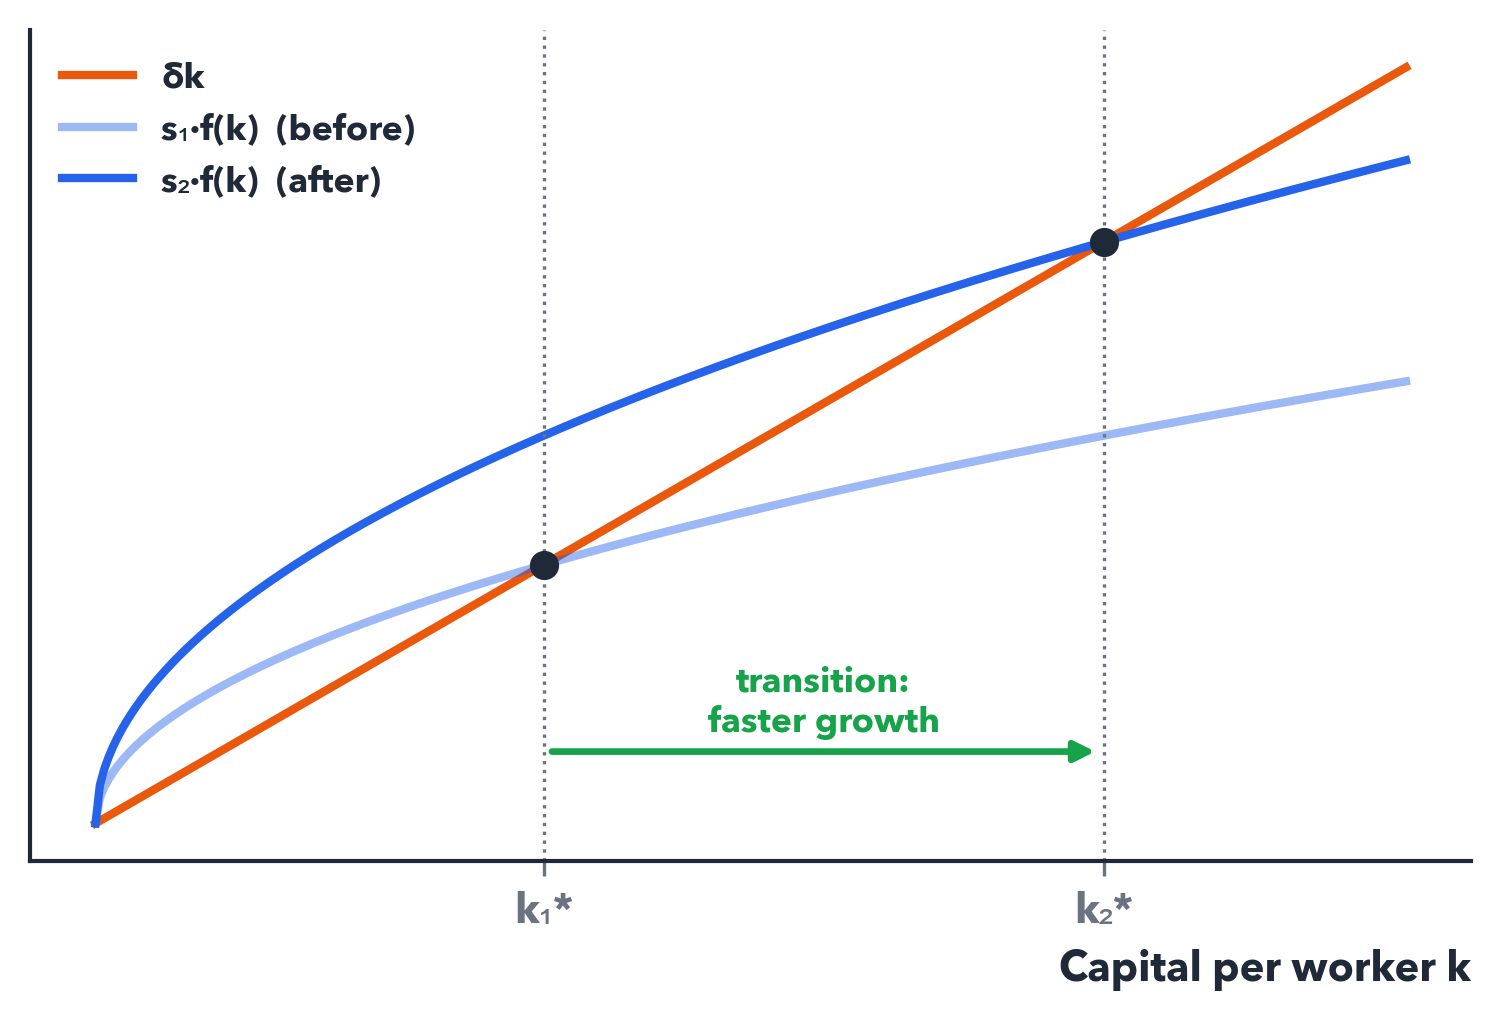 δk
s₁·f(k) (before)
s₂·f(k) (after)
transition:
faster growth
k₁*
k₂*
Capital per worker k